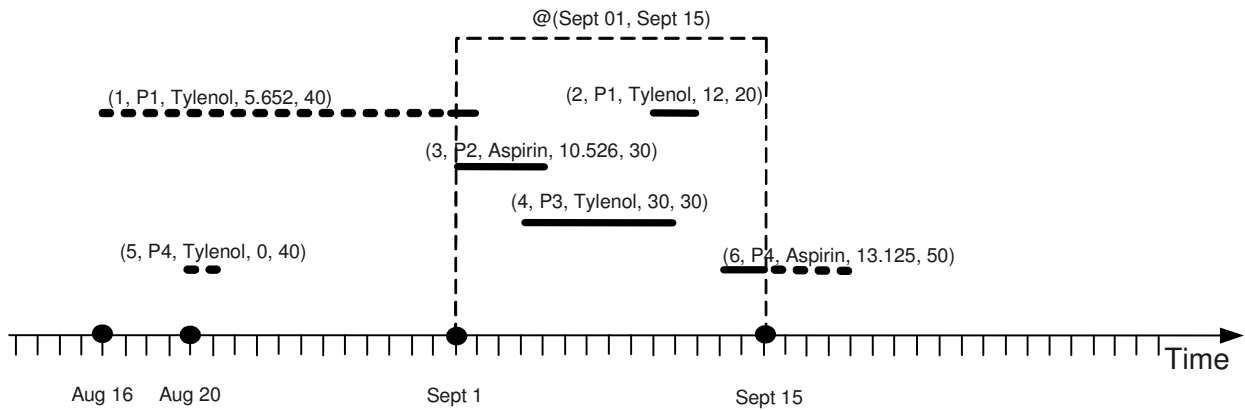 @(Sept 01, Sept 15)
(1, P1, Tylenol, 5.652, 40)
(2, P1, Tylenol, 12, 20)
(3, P2, Aspirin, 10.526, 30)
(4, P3, Tylenol, 30, 30)
(5, P4, Tylenol, 0, 40)
(6, P4, Aspirin, 13.125, 50)
Time
Aug 16
Aug 20
Sept 1
Sept 15